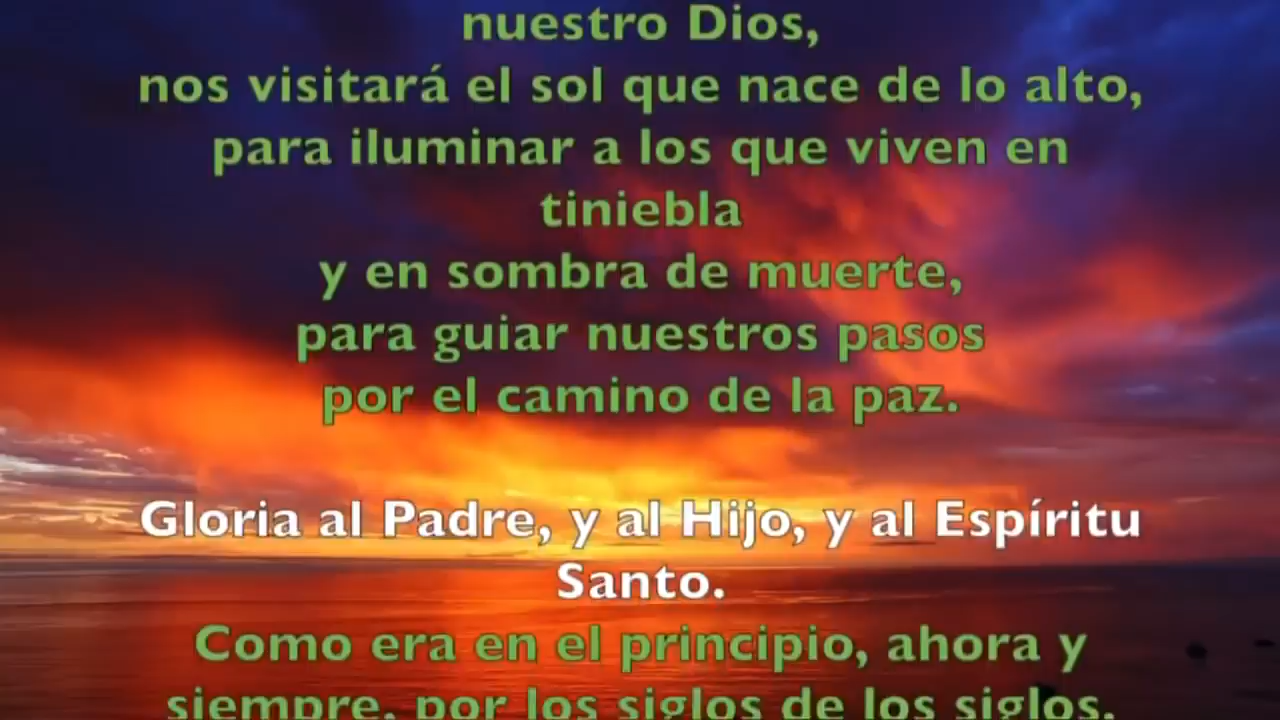 nuestro Dios,
nos visitará el sol que nace de lo alto,
para iluminar a los que viven en
tiniebla
y en sombra de muerte,
para guiar nuestros pasos
por el camino de la paz.
Gloria al Padre, y al Hijo, y al Espíritu
Santo.
Como era en el principio, ahora y
siempre, por los siglos de los siglos.